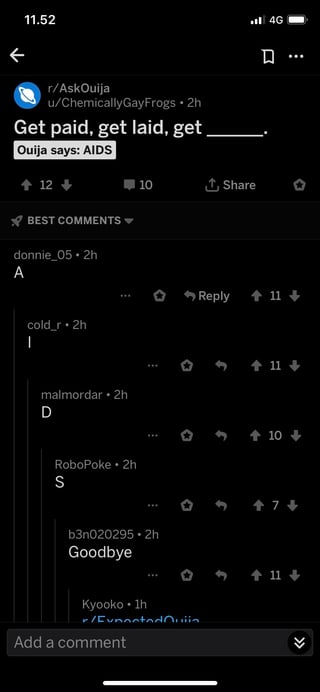 11.52
4G
r/AskOuija
u/ChemicallyGayFrogs • 2h
Get paid, get laid, get ______.
Ouija says: AIDS
12
10
Share
BEST COMMENTS
donnie_05 • 2h
A
Reply
11
cold_r • 2h
I
11
malmordar • 2h
D
10
RoboPoke • 2h
S
7
b3n020295 • 2h
Goodbye
11
Kyooko • 1h
r/ExpectedOuija
Add a comment